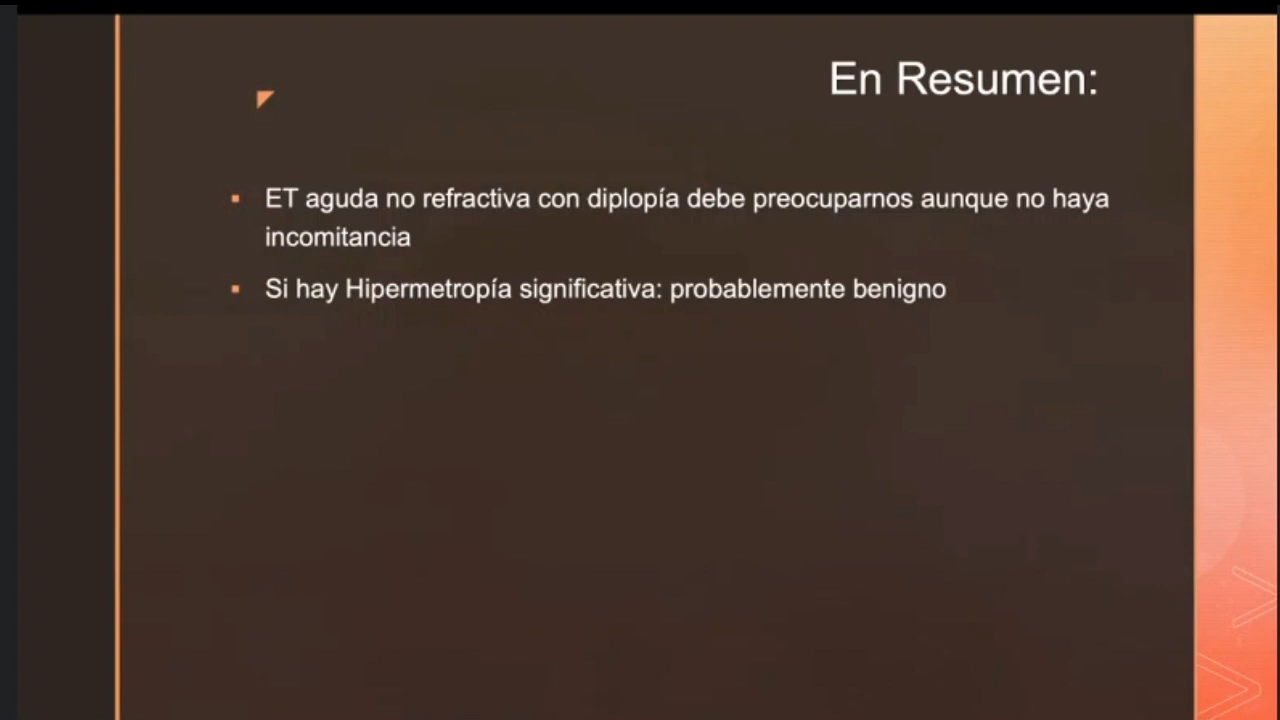 En Resumen:
ET aguda no refractiva con diplopía debe preocuparnos aunque no haya
incomitancia
Si hay Hipermetropía significativa: probablemente benigno